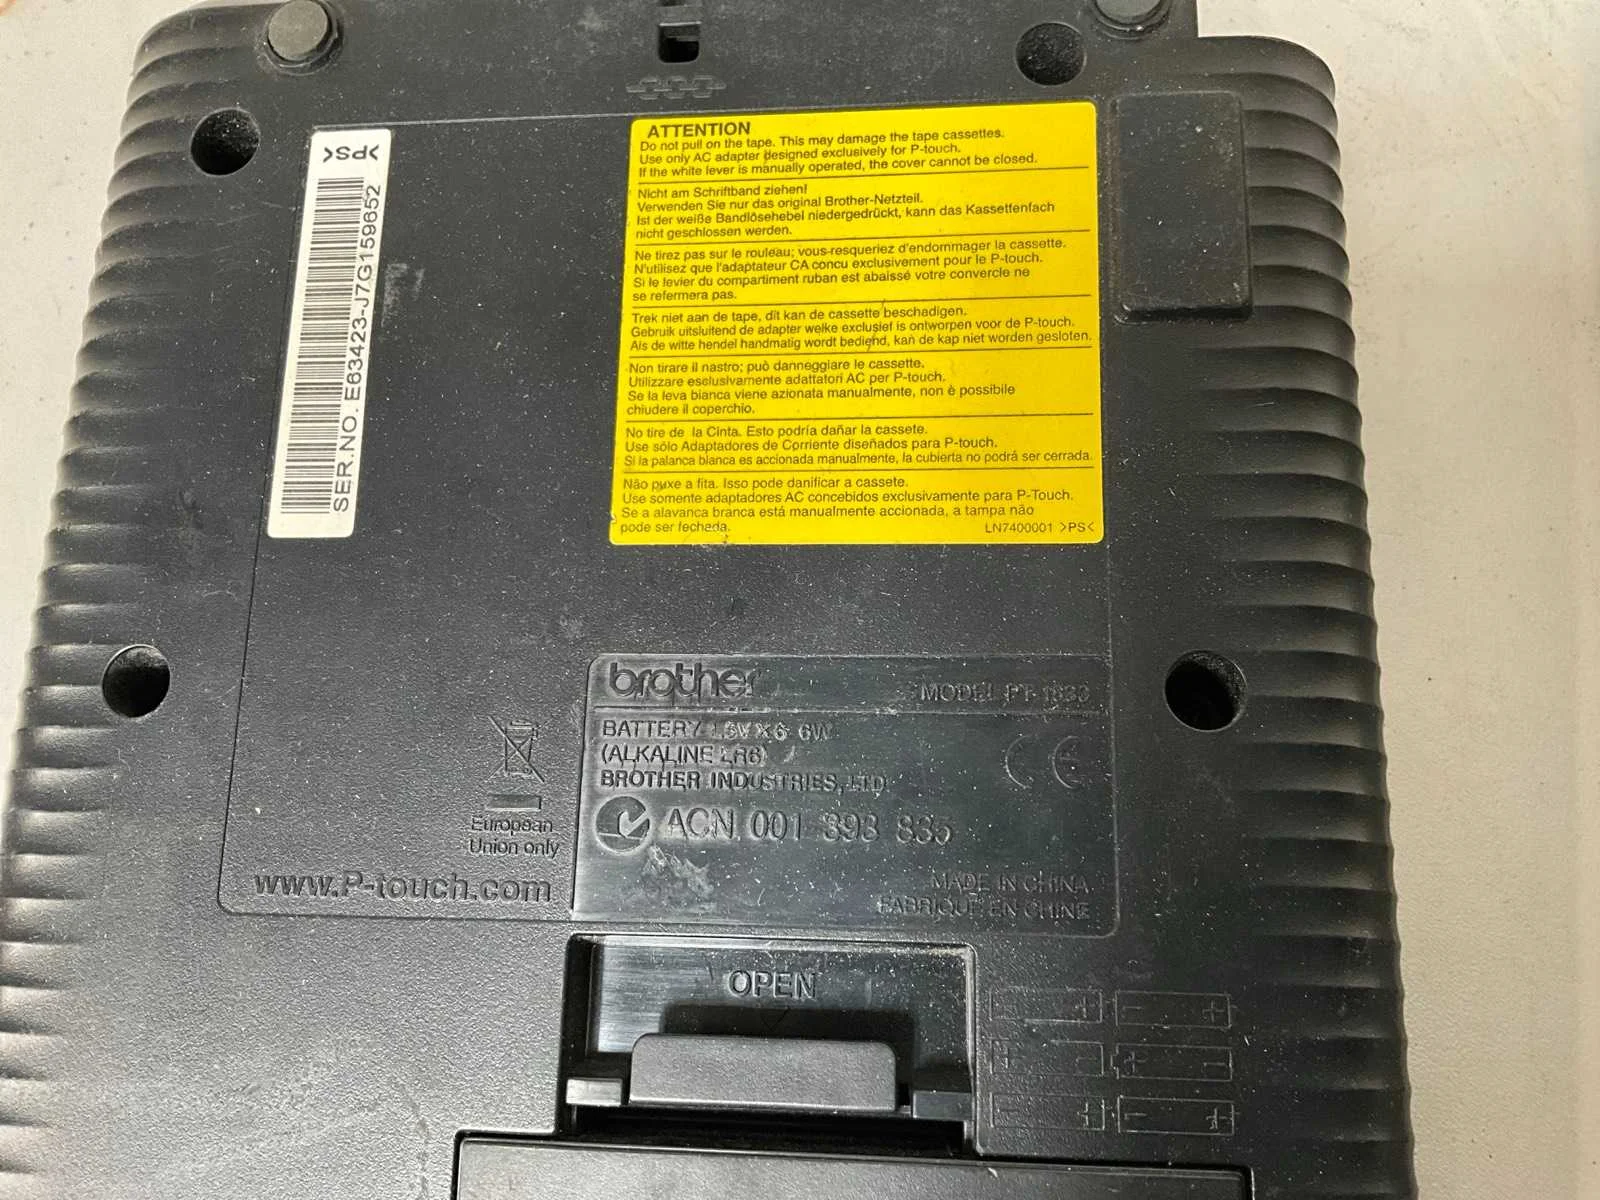 >PS<
SER.NO. E63423-J7G159652
ATTENTION
Do not pull on the tape. This may damage the tape cassettes.
Use only AC adapter designed exclusively for P-touch.
If the white lever is manually operated, the cover cannot be closed.
Nicht am Schriftband ziehen!
Verwenden Sie nur das original Brother-Netzteil.
Ist der weiße Bandlösehebel niedergedrückt, kann das Kassettenfach
nicht geschlossen werden.
Ne tirez pas sur le rouleau; vous-resqueriez d'endommager la cassette.
N'utilisez que l'adaptateur CA concu exclusivement pour le P-touch.
Si le levier du compartiment ruban est abaissé votre convercle ne
se refermera pas.
Trek niet aan de tape, dit kan de cassette beschadigen.
Gebruik uitsluitend de adapter welke exclusief is ontworpen voor de P-touch.
Als de witte hendel handmatig wordt bediend, kan de kap niet worden gesloten.
Non tirare il nastro; può danneggiare le cassette.
Utilizzare esclusivamente adattatori AC per P-touch.
Se la leva bianca viene azionata manualmente, non è possibile
chiudere il coperchio.
No tire de la Cinta. Esto podría dañar la cassete.
Use sólo Adaptadores de Corriente diseñados para P-touch.
Si la palanca blanca es accionada manualmente, la cubierta no podrá ser cerrada.
Não puxe a fita. Isso pode danificar a cassete.
Use somente adaptadores AC concebidos exclusivamente para P-Touch.
Se a alavanca branca está manualmente accionada, a tampa não
pode ser fechada.
LN7400001 >PS<
brother
MODEL
BATTERY 1.5V×6 6W
(ALKALINE LR6)
BROTHER INDUSTRIES, LTD
ACN 001 393 835
CE
European
Union only
www.P-touch.com
MADE IN CHINA
FABRIQUE EN CHINE
OPEN